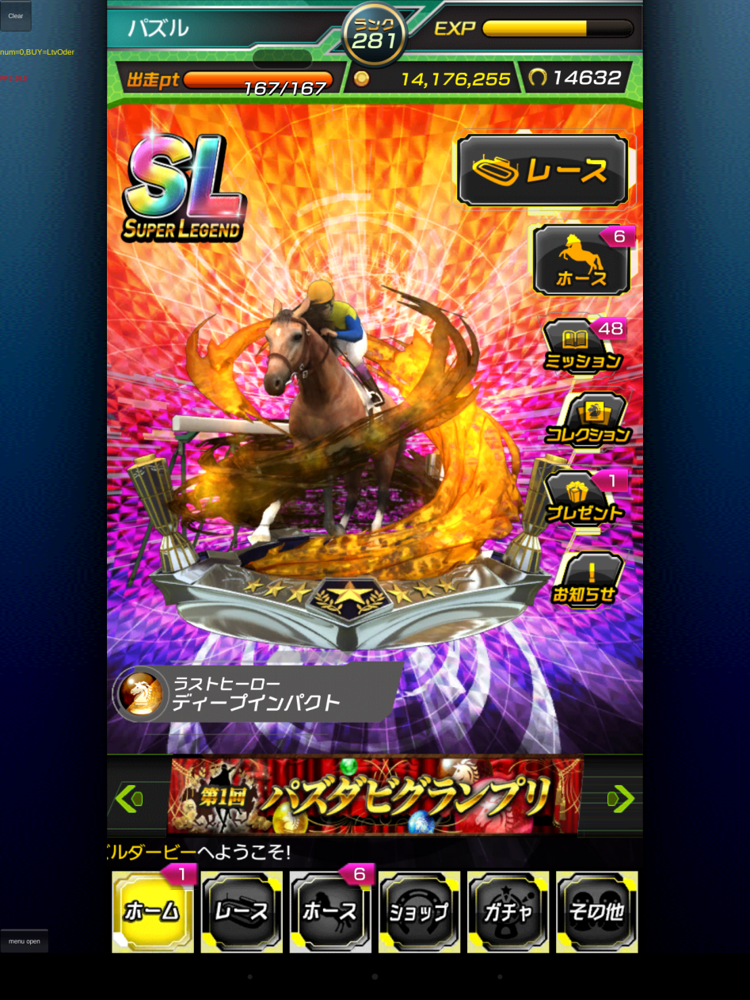 Clear
num=0,BUY=LtvOder
パズル
ランク
281
EXP
出走pt
167/167
14,176,255
14632
SL
SUPER LEGEND
レース
6
ホース
48
ミッション
コレクション
1
プレゼント
!
お知らせ
ラストヒーロー
ディープインパクト
第1回 パズダビグランプリ
ルダービーへようこそ!
1
6
ホーム
レース
ホース
ショップ
ガチャ
その他
menu open